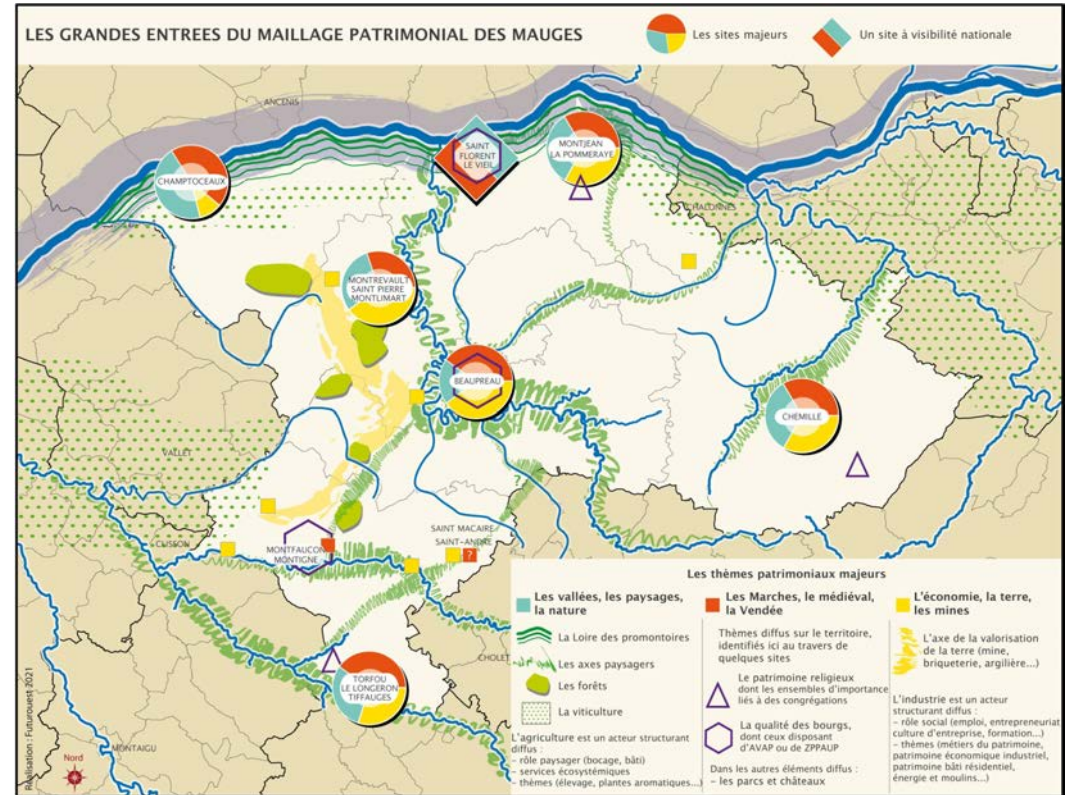 LES GRANDES ENTREES DU MAILLAGE PATRIMONIAL DES MAUGES
Les sites majeurs
Un site à visibilité nationale
ANCENIS
CHAMPTOCEAUX
SAINT
FLORENT
LE VIEIL
MONTJEAN
LA POMMERAYE
CHALONNES
MONTREVAULT
SAINT PIERRE
MONTLIMART
BEAUPREAU
CHEMILLE
VALLET
?
SAINT MACAIRE
SAINT-ANDRE
?
CLISSON
MONTFAUCON
MONTIGNE
CHOLET
TORFOU
LE LONGERON
TIFFAUGES
MONTAIGU
Nord
Réalisation : Futurouest 2021
Les thèmes patrimoniaux majeurs
Les vallées, les paysages,
la nature
La Loire des promontoires
Les axes paysagers
Les forêts
La viticulture
L'agriculture est un acteur structurant
diffus :
– rôle paysager (bocage, bâti)
– services écosystémiques
– thèmes (élevage, plantes aromatiques...)
Les Marches, le médiéval,
la Vendée
Thèmes diffus sur le territoire,
identifiés ici au travers de
quelques sites
Le patrimoine religieux
dont les ensembles d'importance
liés à des congrégations
La qualité des bourgs,
dont ceux disposant
d'AVAP ou de ZPPAUP
Dans les autres éléments diffus :
– les parcs et châteaux
L'économie, la terre,
les mines
L'axe de la valorisation
de la terre (mine,
briqueterie, argilière...)
L'industrie est un acteur
structurant diffus :
– rôle social (emploi, entrepreneuriat
culture d'entreprise, formation...)
– thèmes (métiers du patrimoine,
patrimoine économique industriel,
patrimoine bâti résidentiel,
énergie et moulins...)